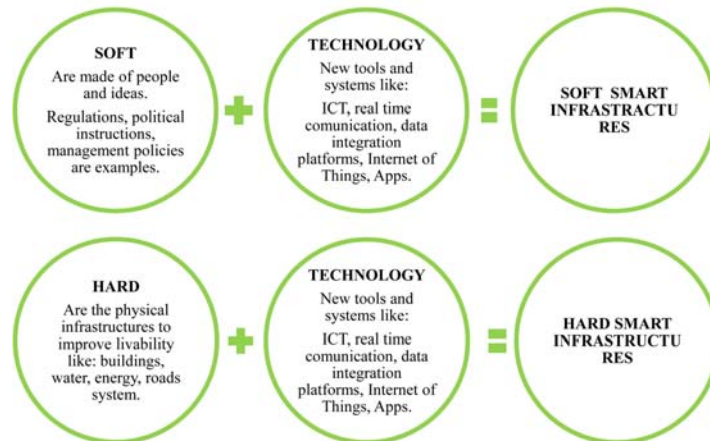 SOFT
Are made of people
and ideas.
Regulations, political
instructions,
management policies
are examples.
TECHNOLOGY
New tools and
systems like:
ICT, real time
comunication, data
integration
platforms, Internet of
Things, Apps.
SOFT SMART
INFRASTRACTU
RES
HARD
Are the physical
infrastructures to
improve livability
like: buildings,
water, energy, roads
system.
TECHNOLOGY
New tools and
systems like:
ICT, real time
comunication, data
integration
platforms, Internet of
Things, Apps.
HARD SMART
INFRASTRUCTU
RES